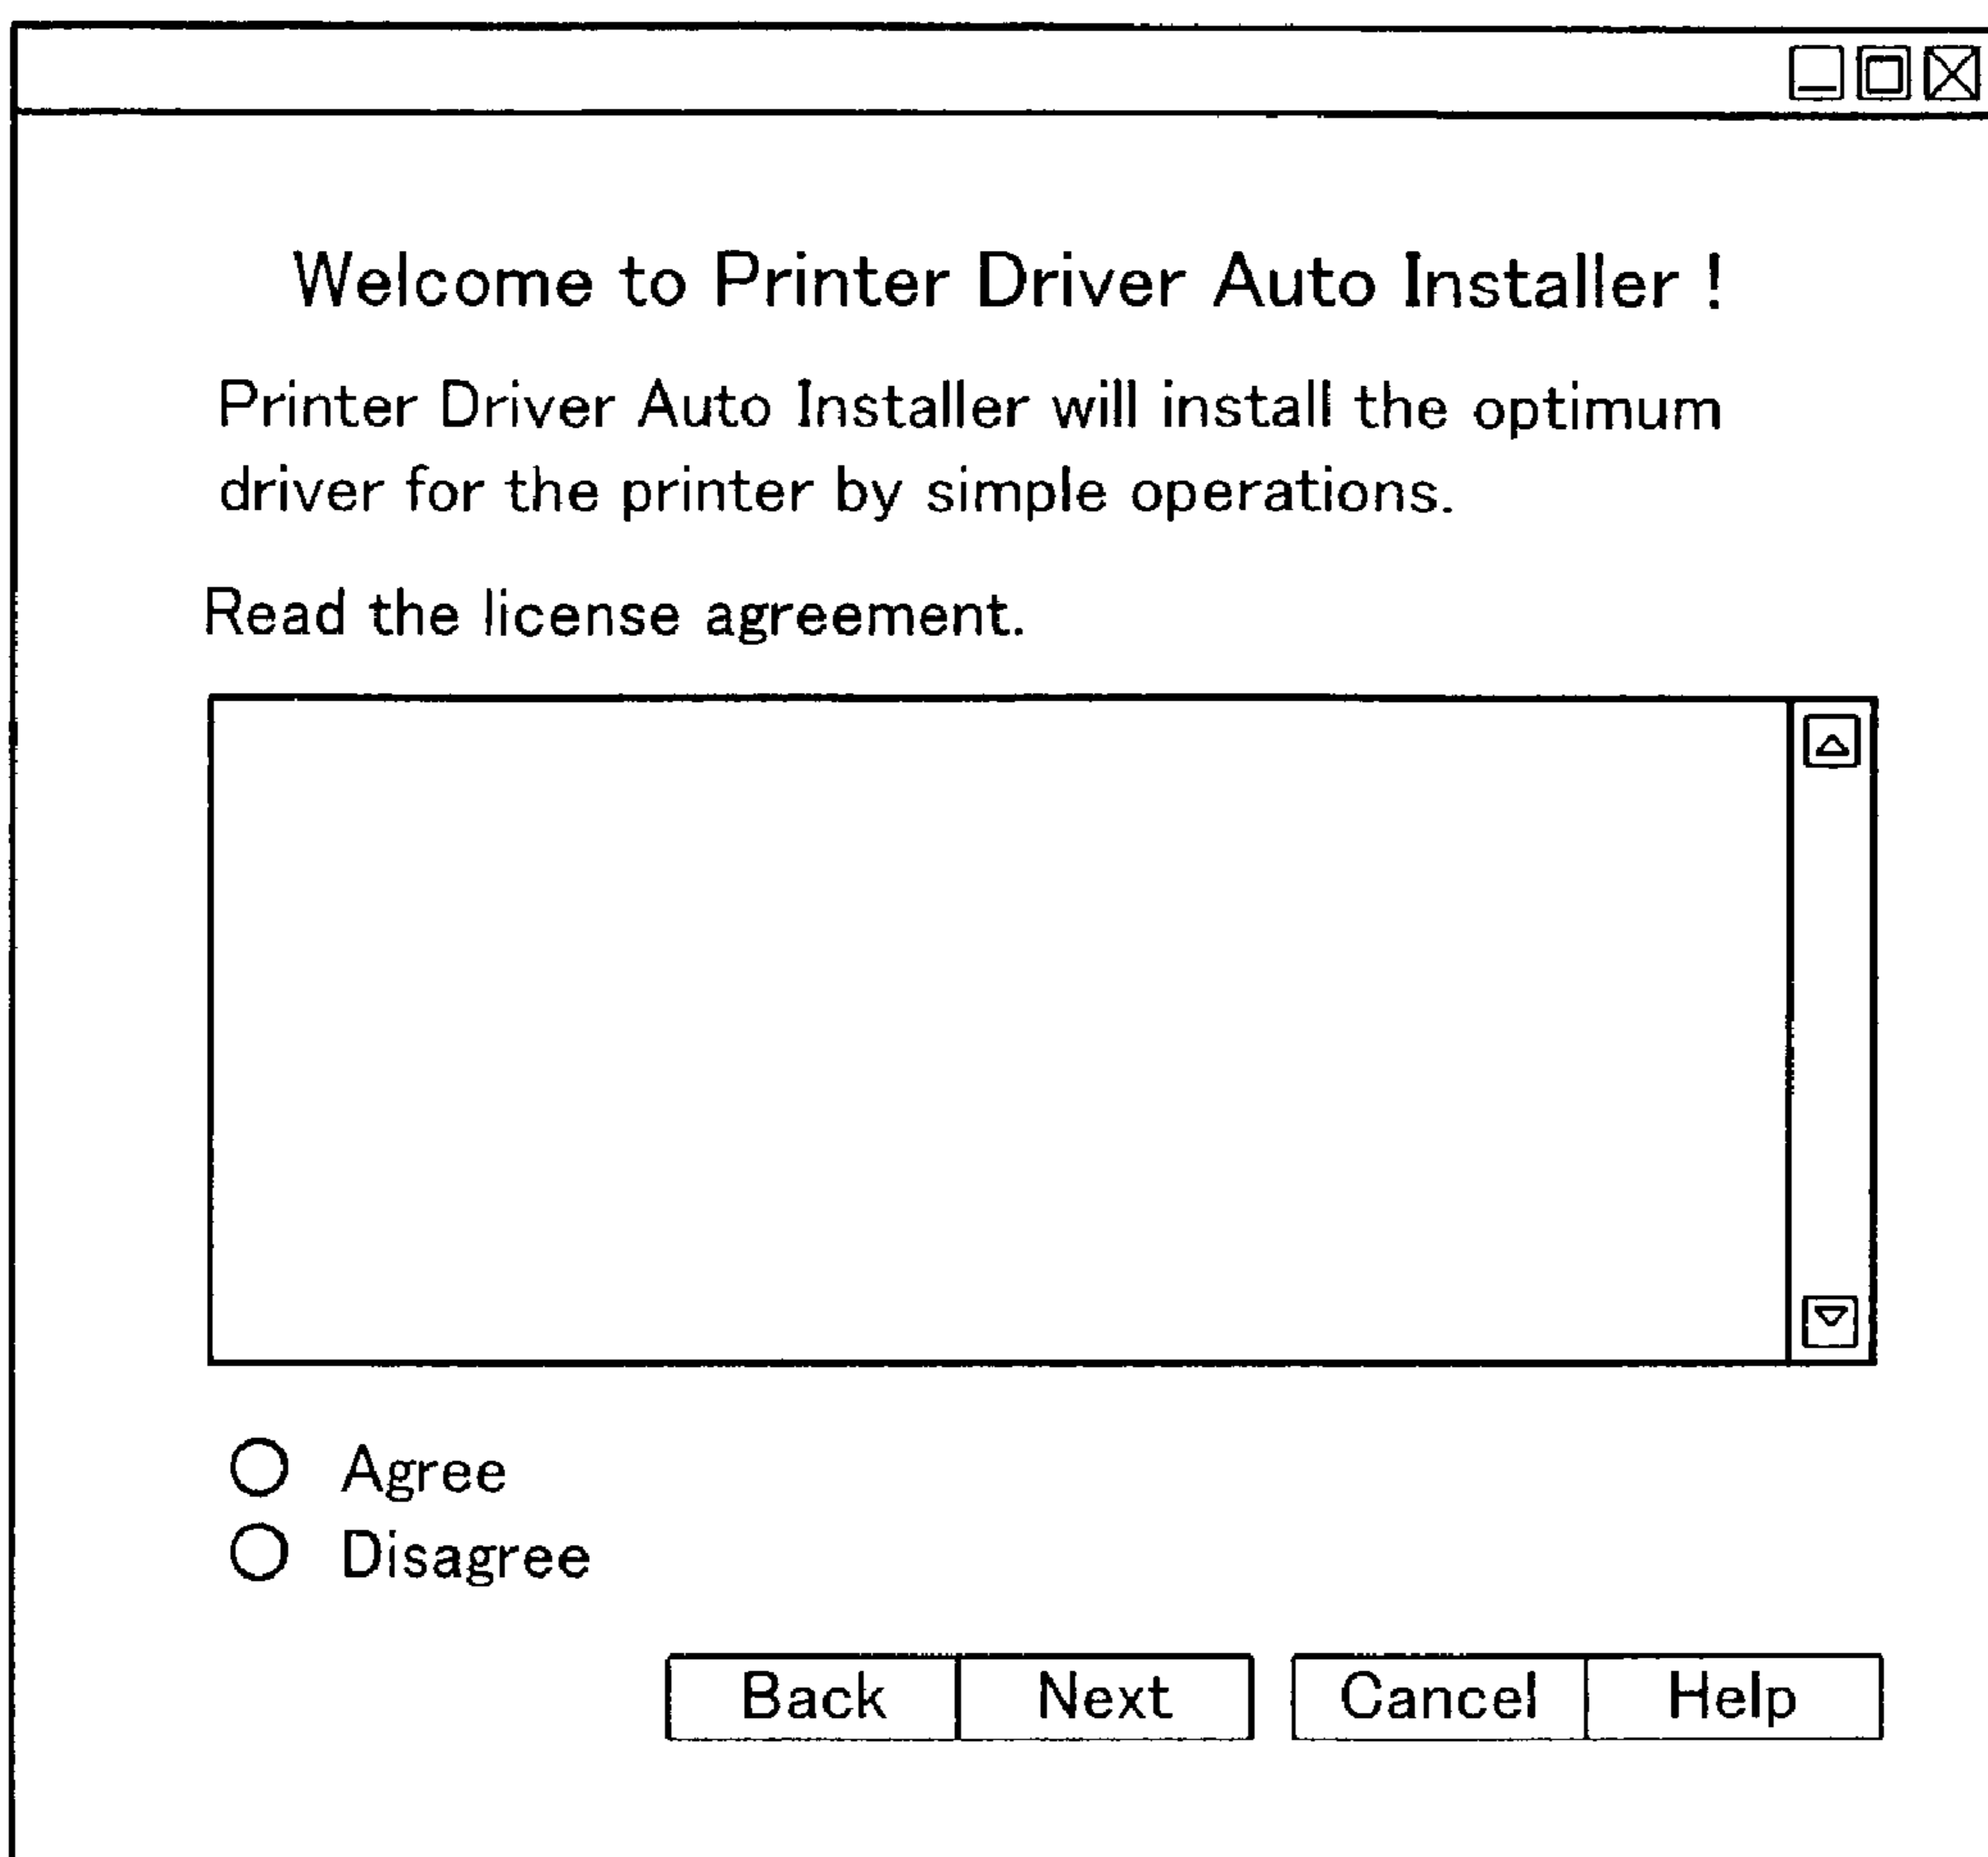 Welcome to Printer Driver Auto Installer !
Printer Driver Auto Installer will install the optimum
driver for the printer by simple operations.
Read the license agreement.
Agree
Disagree
Back Next Cancel Help